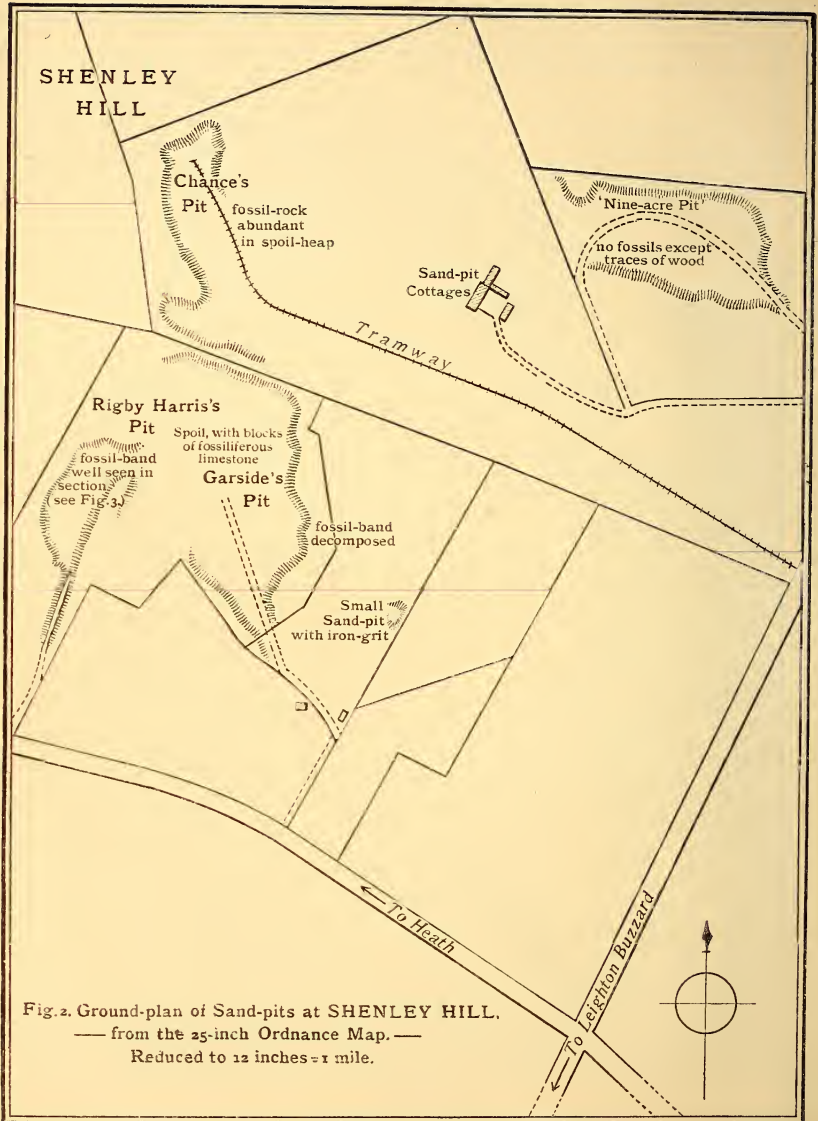 SHENLEY
HILL
Chance's
Pit
fossil-rock
abundant
in spoil-heap
'Nine-acre Pit'
no fossils except
traces of wood
Sand-pit
Cottages
Tramway
Rigby Harris's
Pit
fossil-band
well seen in
section
(see Fig.3.)
Spoil, with blocks
of fossiliferous
limestone
Garside's
Pit
fossil-band
decomposed
Small
Sand-pit
with iron-grit
To Heath
To Leighton Buzzard
Fig.2. Ground-plan of Sand-pits at SHENLEY HILL,
— from the 25-inch Ordnance Map. —
Reduced to 12 inches = 1 mile.